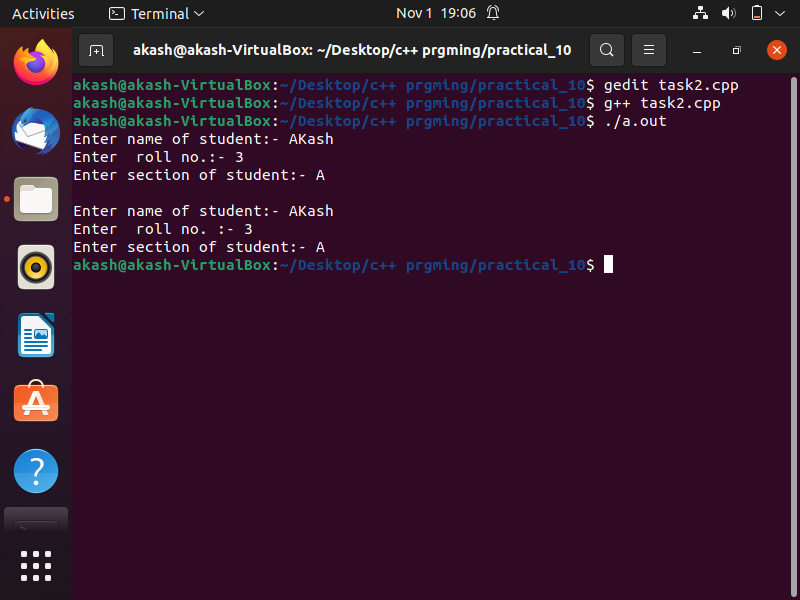 Activities Terminal Nov 1 19:06
akash@akash-VirtualBox: ~/Desktop/c++ prgming/practical_10
akash@akash-VirtualBox:~/Desktop/c++ prgming/practical_10$ gedit task2.cpp
akash@akash-VirtualBox:~/Desktop/c++ prgming/practical_10$ g++ task2.cpp
akash@akash-VirtualBox:~/Desktop/c++ prgming/practical_10$ ./a.out
Enter name of student:- AKash
Enter  roll no.:- 3
Enter section of student:- A

Enter name of student:- AKash
Enter  roll no. :- 3
Enter section of student:- A
akash@akash-VirtualBox:~/Desktop/c++ prgming/practical_10$